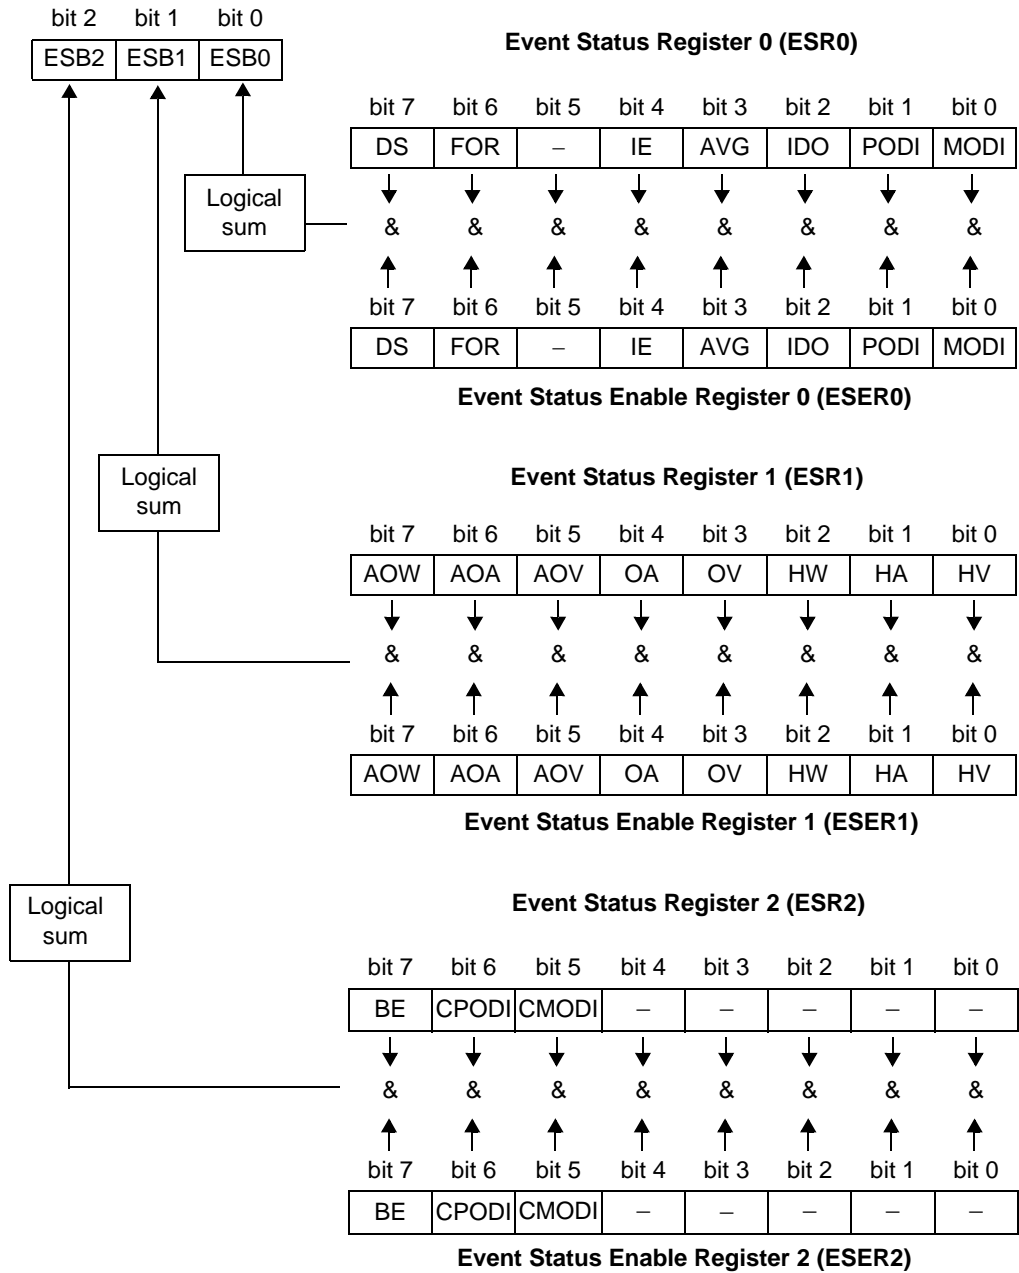 bit 2 bit 1 bit 0
ESB2 ESB1 ESB0
Event Status Register 0 (ESR0)
bit 7 bit 6 bit 5 bit 4 bit 3 bit 2 bit 1 bit 0
DS FOR – IE AVG IDO PODI MODI
Logical
sum
& & & & & & & &
bit 7 bit 6 bit 5 bit 4 bit 3 bit 2 bit 1 bit 0
DS FOR – IE AVG IDO PODI MODI
Event Status Enable Register 0 (ESER0)
Logical
sum
Event Status Register 1 (ESR1)
bit 7 bit 6 bit 5 bit 4 bit 3 bit 2 bit 1 bit 0
AOW AOA AOV OA OV HW HA HV
& & & & & & & &
bit 7 bit 6 bit 5 bit 4 bit 3 bit 2 bit 1 bit 0
AOW AOA AOV OA OV HW HA HV
Event Status Enable Register 1 (ESER1)
Logical
sum
Event Status Register 2 (ESR2)
bit 7 bit 6 bit 5 bit 4 bit 3 bit 2 bit 1 bit 0
BE CPODI CMODI – – – – –
& & & & & & & &
bit 7 bit 6 bit 5 bit 4 bit 3 bit 2 bit 1 bit 0
BE CPODI CMODI – – – – –
Event Status Enable Register 2 (ESER2)